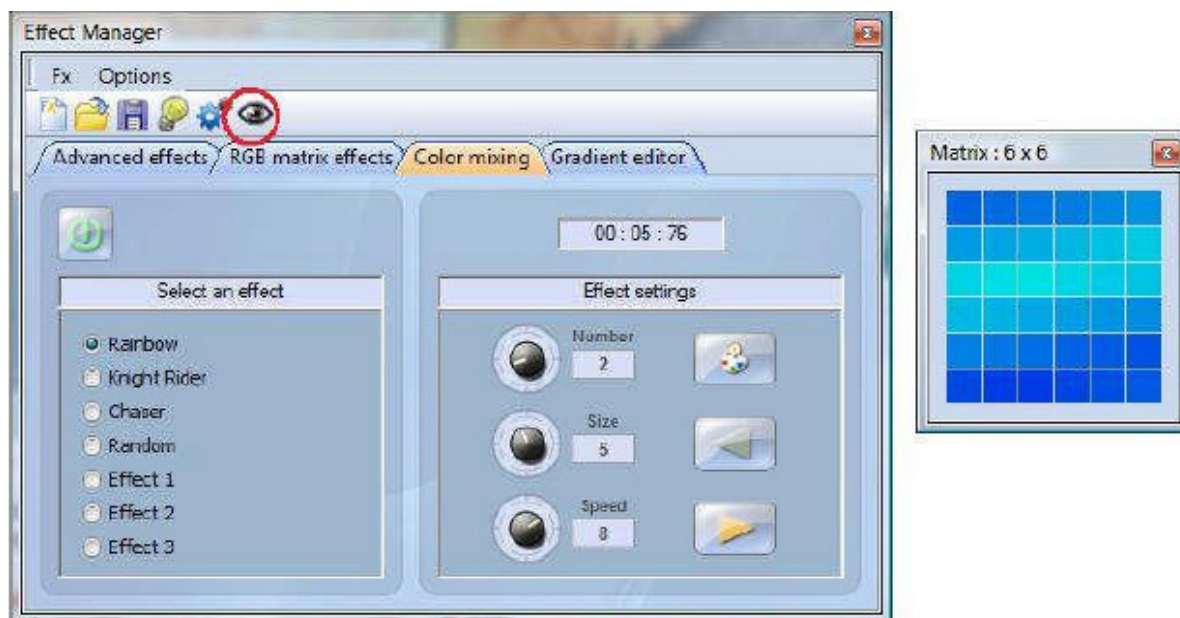 Effect Manager
Fx Options
Advanced effects RGB matrix effects Color mixing Gradient editor
00 : 05 : 76
Select an effect
Rainbow
Knight Rider
Chaser
Random
Effect 1
Effect 2
Effect 3
Effect settings
Number
2
Size
5
Speed
8
Matrix : 6 x 6